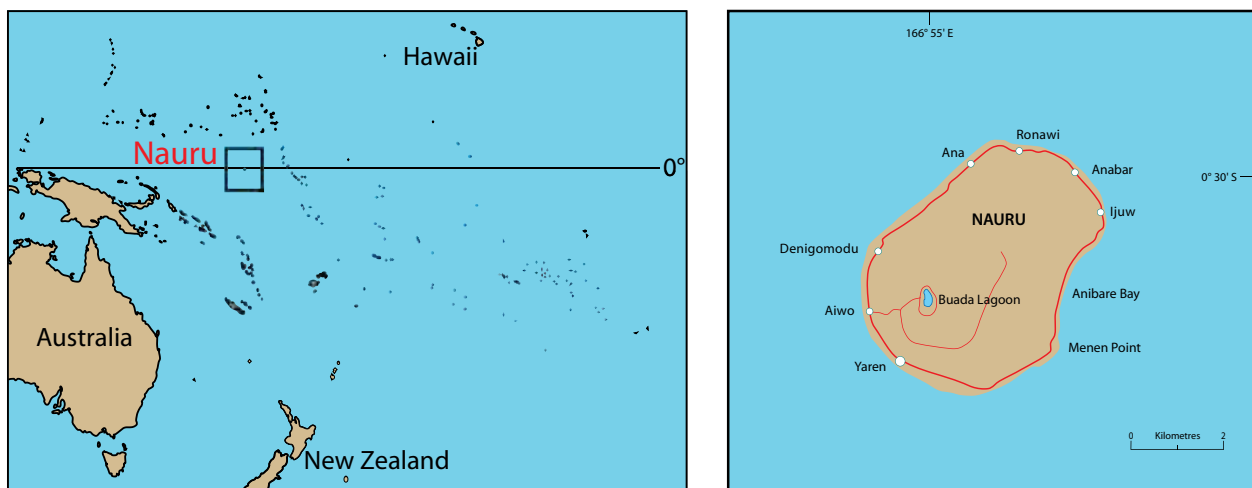 Hawaii
Nauru
0°
Australia
New Zealand
166° 55' E
Ronawi
Ana
Anabar
0° 30' S
Ijuw
NAURU
Denigomodu
Anibare Bay
Buada Lagoon
Aiwo
Menen Point
Yaren
0 Kilometres 2